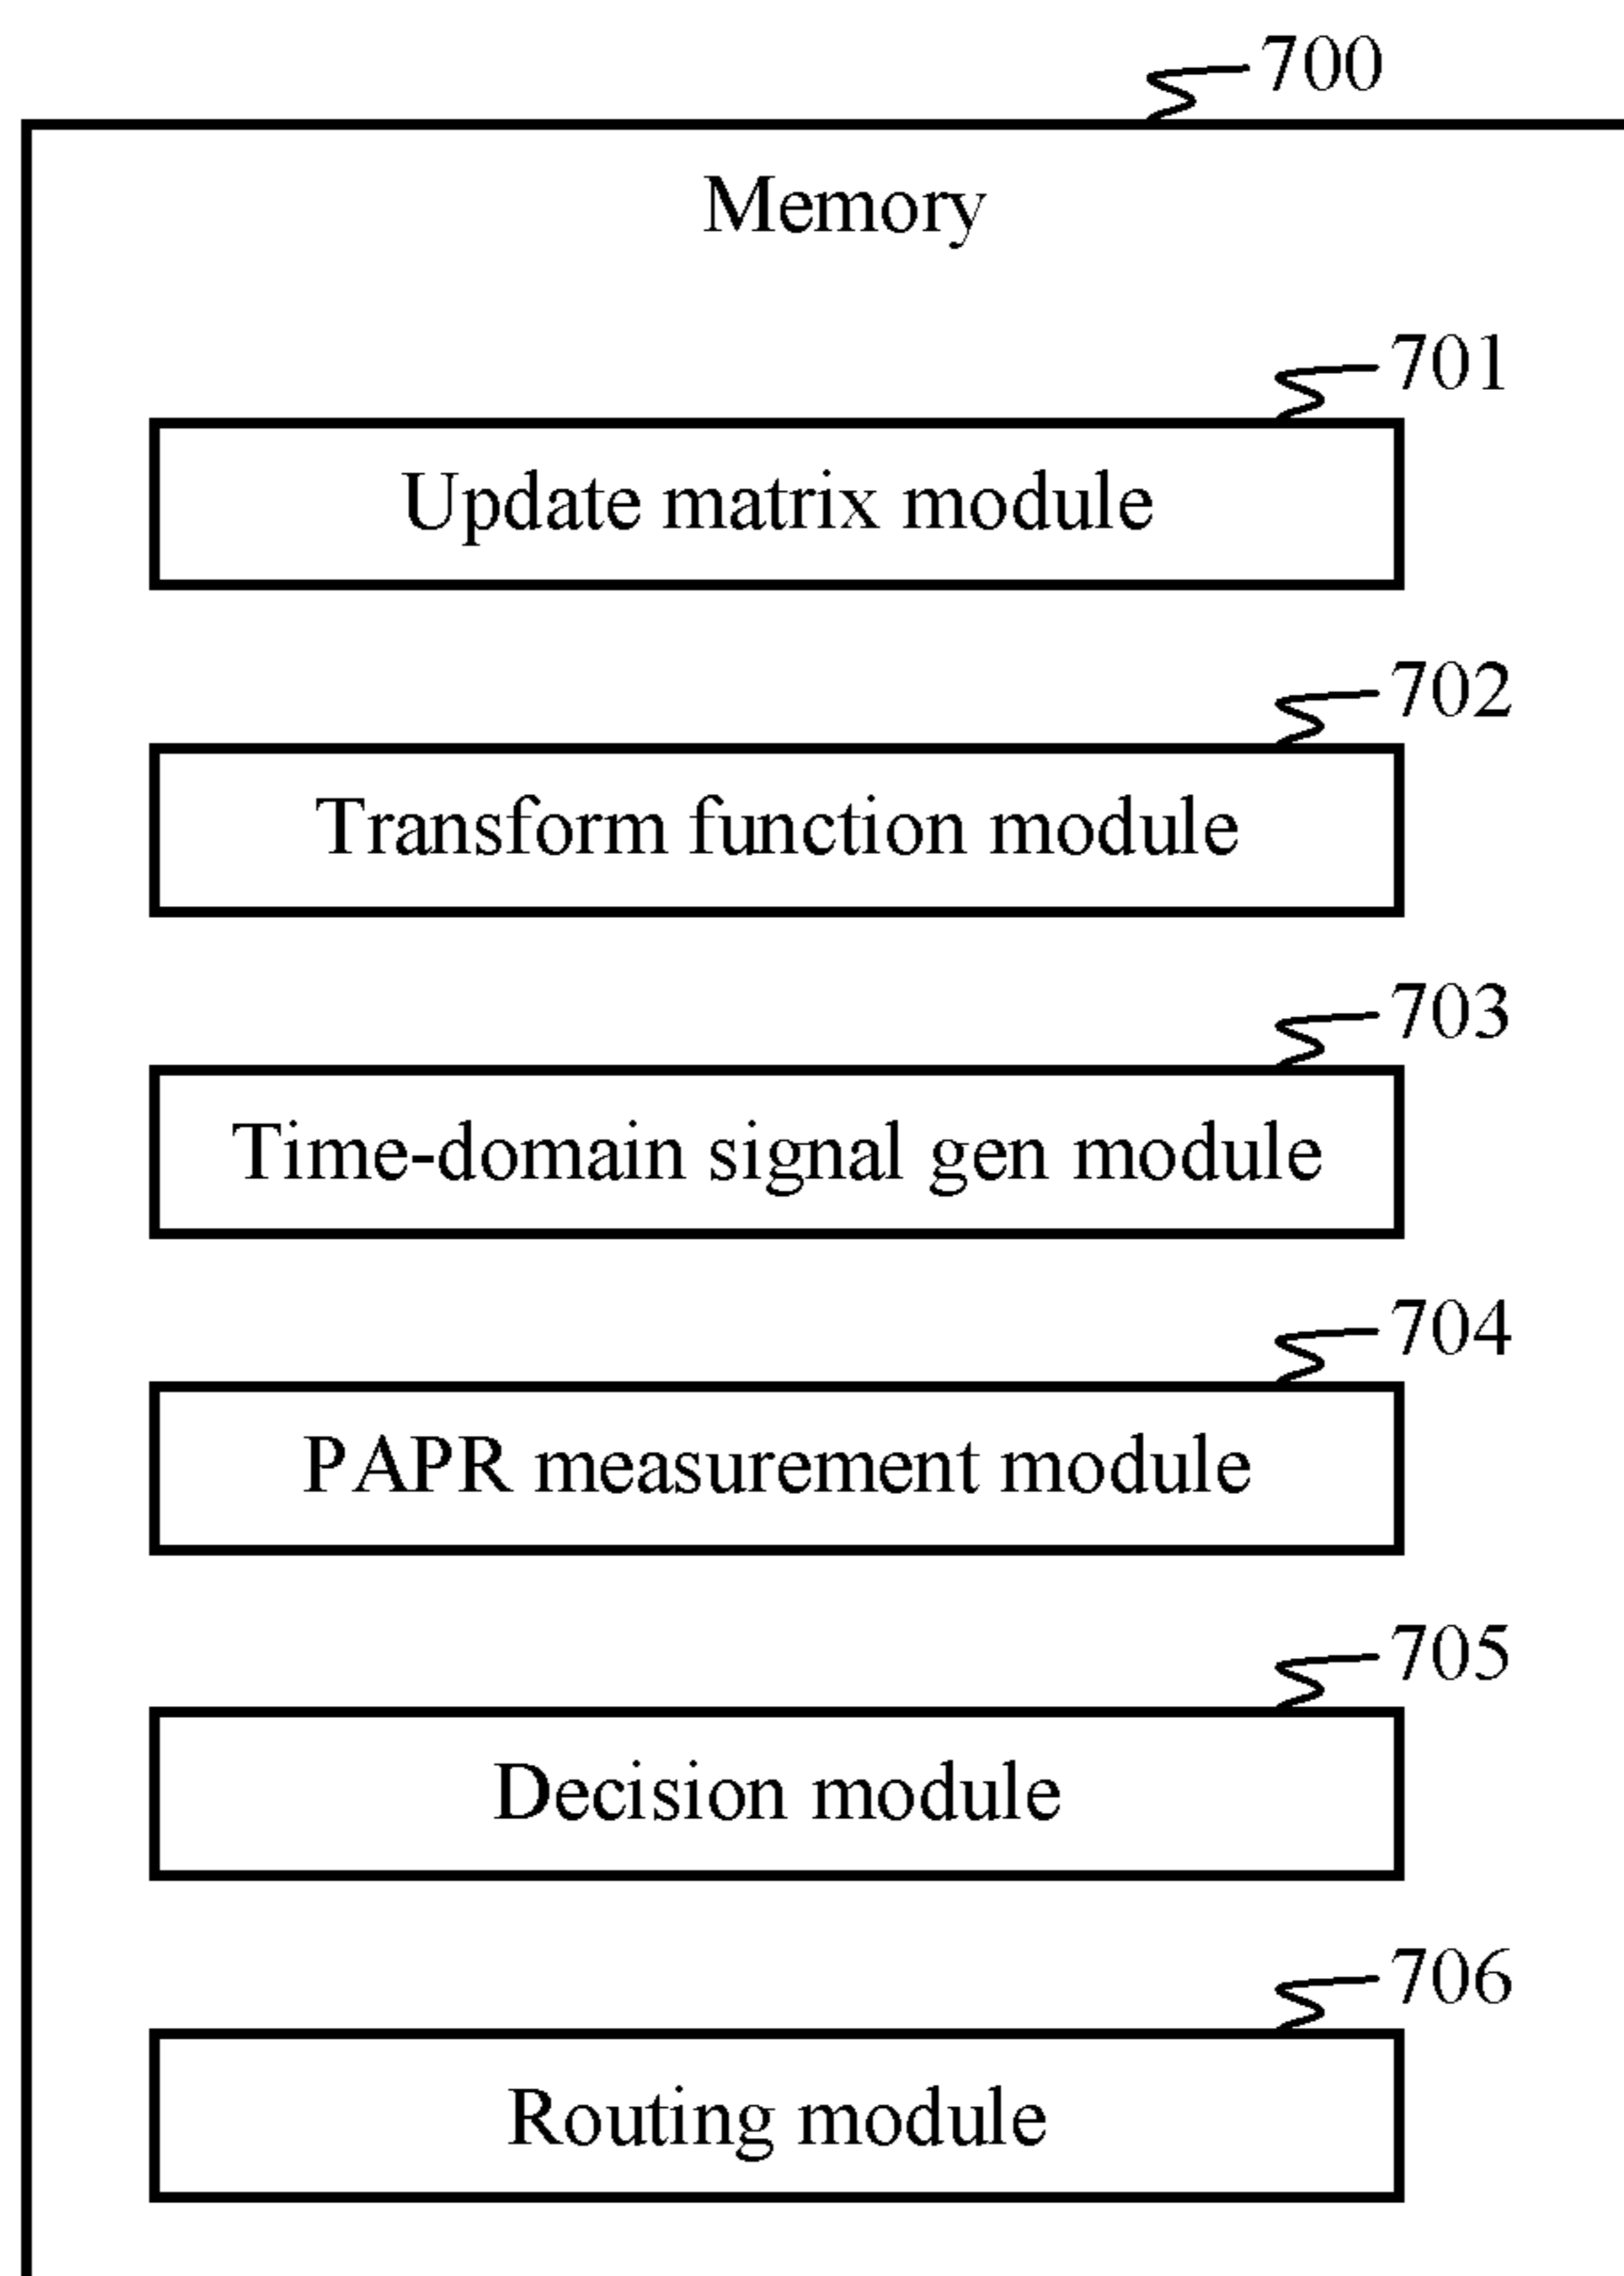 700
Memory
701
Update matrix module
702
Transform function module
703
Time-domain signal gen module
704
PAPR measurement module
705
Decision module
706
Routing module